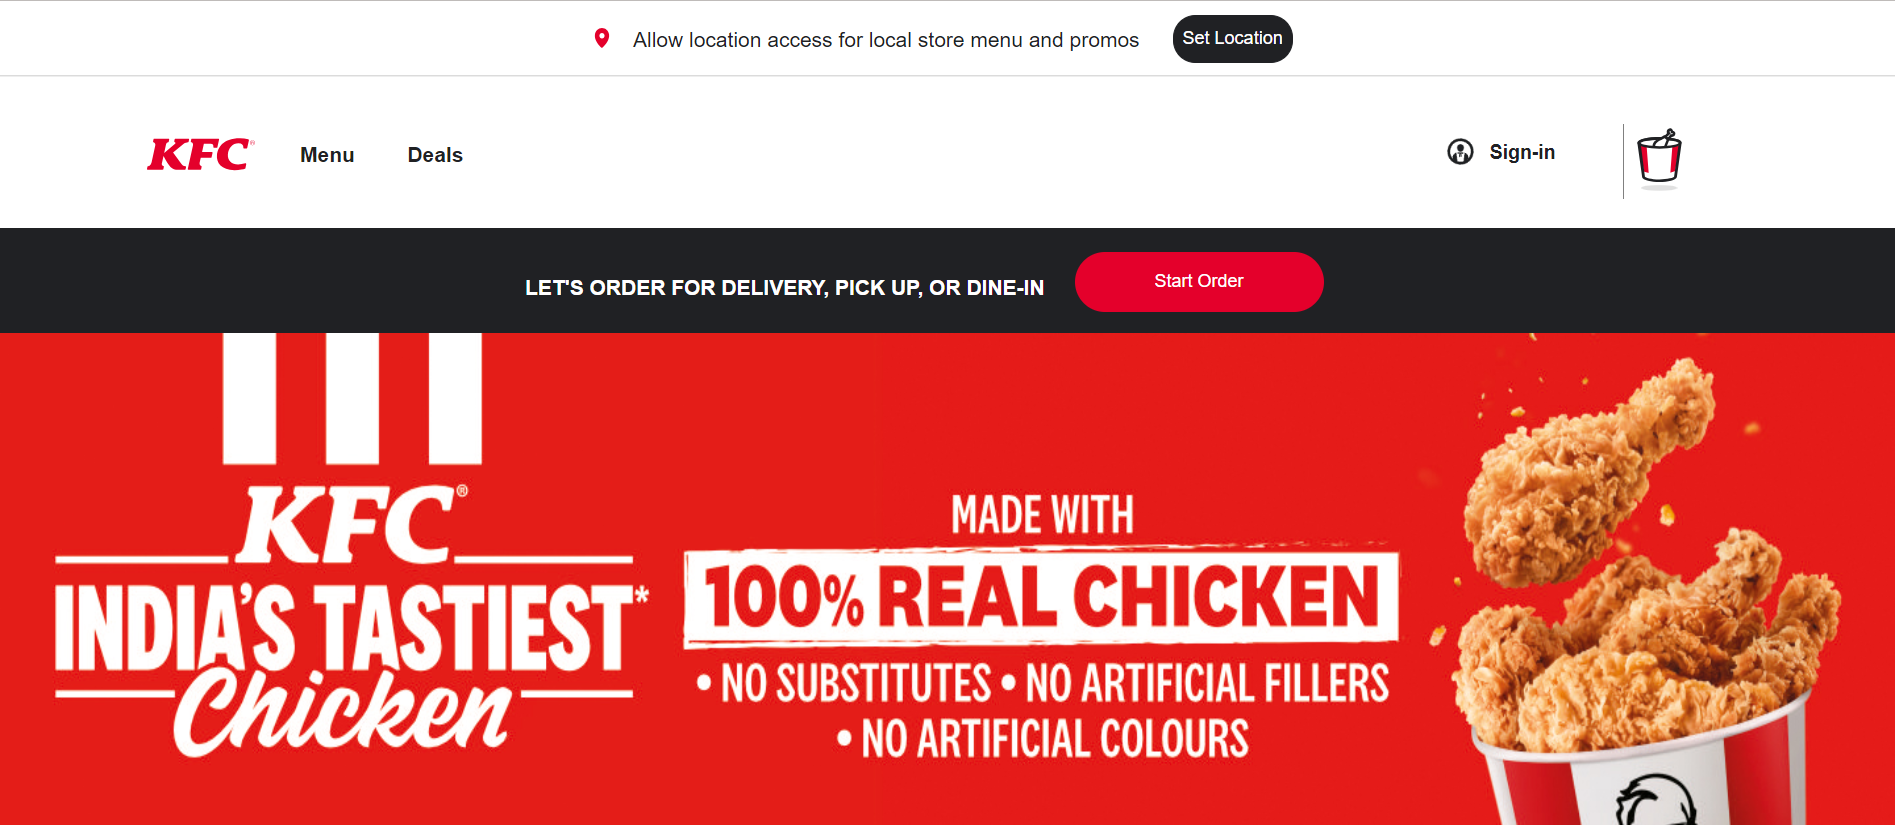 Allow location access for local store menu and promos
Set Location
KFC®
Menu
Deals
Sign-in
LET'S ORDER FOR DELIVERY, PICK UP, OR DINE-IN
Start Order
KFC®
INDIA'S TASTIEST*
Chicken
MADE WITH
100% REAL CHICKEN
• NO SUBSTITUTES • NO ARTIFICIAL FILLERS
• NO ARTIFICIAL COLOURS